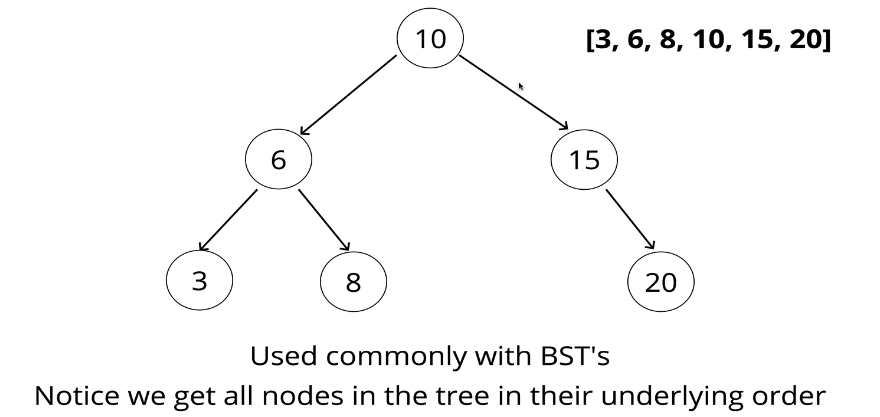 10
[3, 6, 8, 10, 15, 20]
6
15
3
8
20
Used commonly with BST's
Notice we get all nodes in the tree in their underlying order